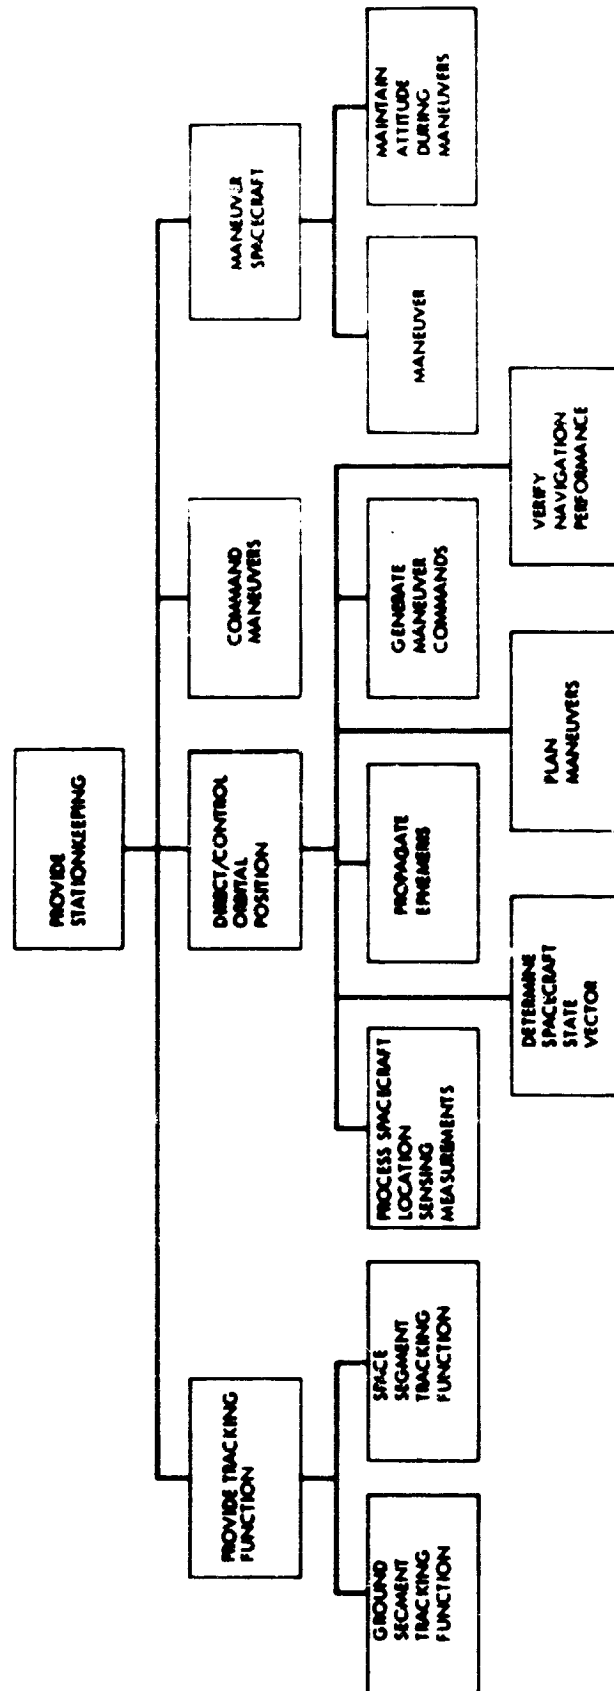 PROVIDE
STATIONKEEPING
PROVIDE TRACKING
FUNCTION
DIRECT/CONTROL
ORBITAL
POSITION
COMMAND
MANEUVERS
MANEUVER
SPACECRAFT
GROUND
SEGMENT
TRACKING
FUNCTION
SPACE
SEGMENT
TRACKING
FUNCTION
PROCESS SPACECRAFT
LOCATION
SENSING
MEASUREMENTS
PROPAGATE
EPHEMERIS
GENERATE
MANEUVER
COMMANDS
MANEUVER
MAINTAIN
ATTITUDE
DURING
MANEUVERS
DETERMINE
SPACECRAFT
STATE
VECTOR
PLAN
MANEUVERS
VERIFY
NAVIGATION
PERFORMANCE